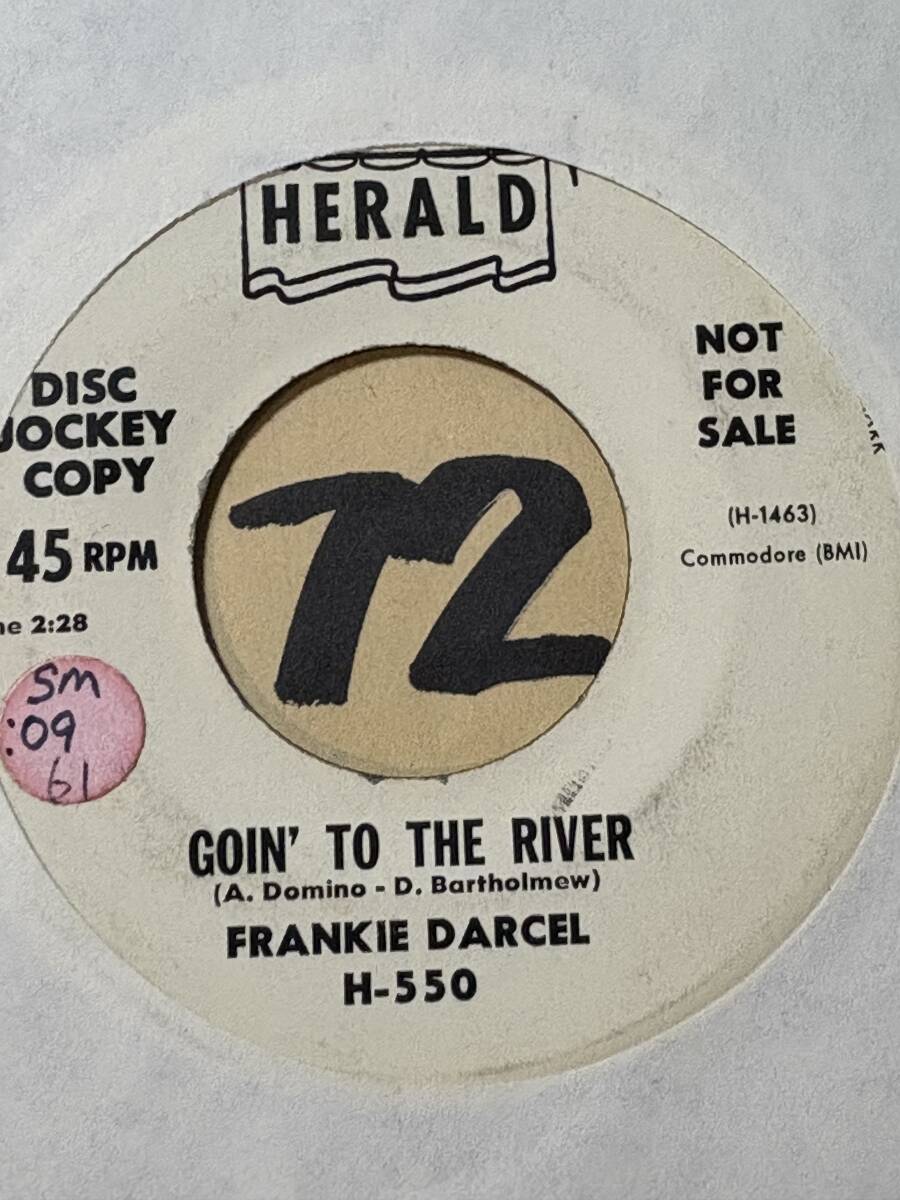 HERALD
DISC
JOCKEY
COPY
45 RPM
2:28
NOT
FOR
SALE
(H-1463)
Commodore (BMI)
SM
:09
61
GOIN' TO THE RIVER
(A. Domino - D. Bartholmew)
FRANKIE DARCEL
H-550